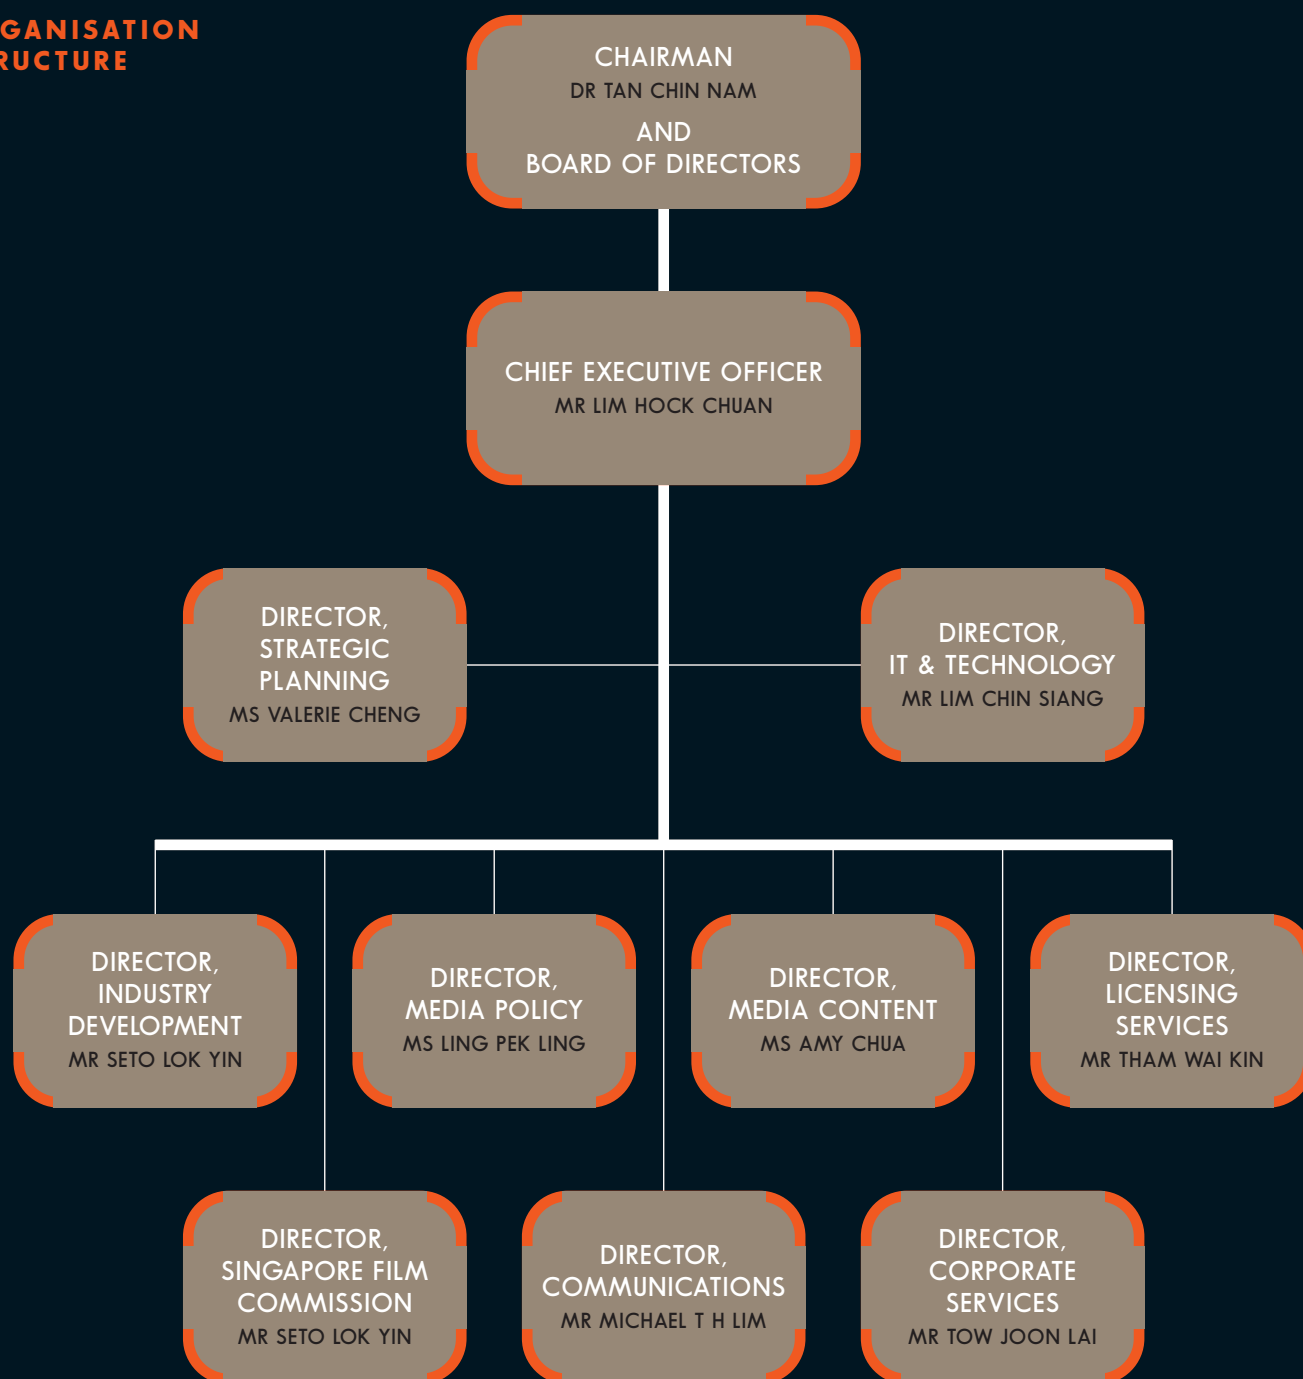 GANISATION
RUCTURE
CHAIRMAN
DR TAN CHIN NAM
AND
BOARD OF DIRECTORS
CHIEF EXECUTIVE OFFICER
MR LIM HOCK CHUAN
DIRECTOR,
STRATEGIC
PLANNING
MS VALERIE CHENG
DIRECTOR,
IT & TECHNOLOGY
MR LIM CHIN SIANG
DIRECTOR,
INDUSTRY
DEVELOPMENT
MR SETO LOK YIN
DIRECTOR,
MEDIA POLICY
MS LING PEK LING
DIRECTOR,
MEDIA CONTENT
MS AMY CHUA
DIRECTOR,
LICENSING
SERVICES
MR THAM WAI KIN
DIRECTOR,
SINGAPORE FILM
COMMISSION
MR SETO LOK YIN
DIRECTOR,
COMMUNICATIONS
MR MICHAEL T H LIM
DIRECTOR,
CORPORATE
SERVICES
MR TOW JOON LAI